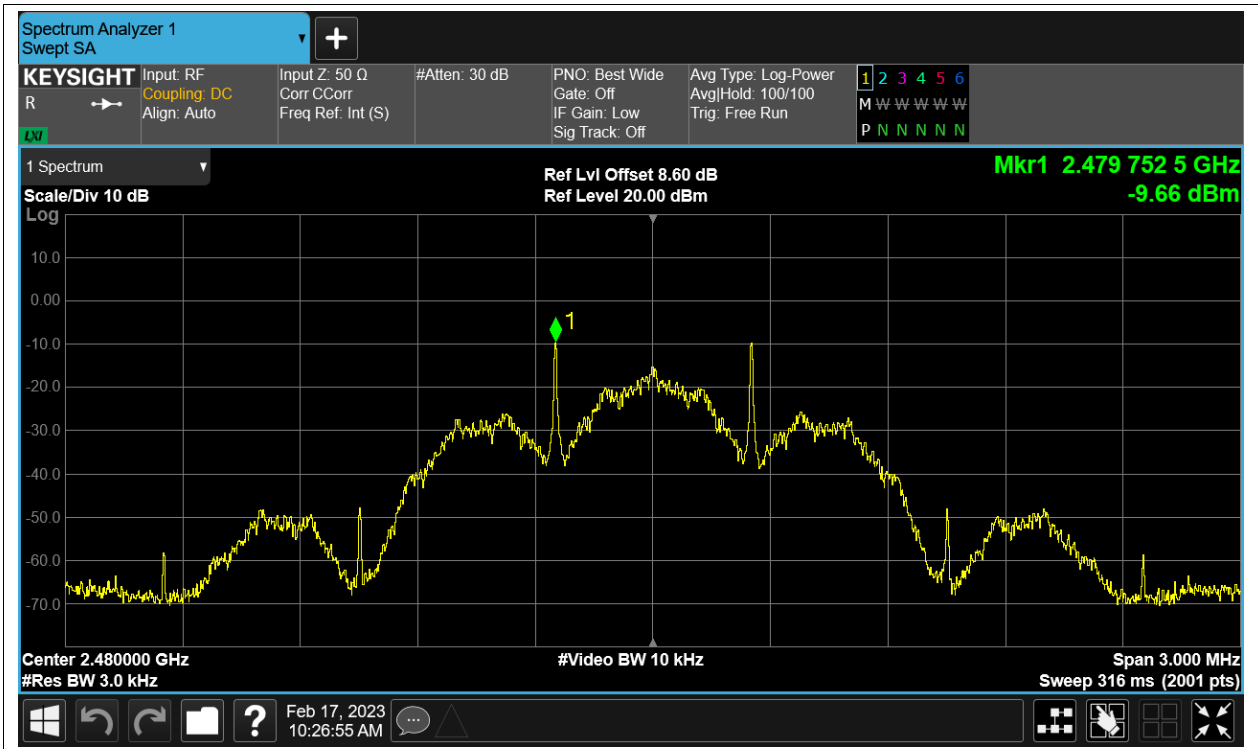 Spectrum Analyzer 1
Swept SA
KEYSIGHT
R
LXI
Input: RF
Coupling: DC
Align: Auto
Input Z: 50 Ω
Corr CCorr
Freq Ref: Int (S)
#Atten: 30 dB
PNO: Best Wide
Gate: Off
IF Gain: Low
Sig Track: Off
Avg Type: Log-Power
Avg|Hold: 100/100
Trig: Free Run
1 2 3 4 5 6
M W W W W W W
P N N N N N N
1 Spectrum
Scale/Div 10 dB
Log
Ref Lvl Offset 8.60 dB
Ref Level 20.00 dBm
Mkr1 2.479 752 5 GHz
-9.66 dBm
10.0
0.00
1
-10.0
-20.0
-30.0
-40.0
-50.0
-60.0
-70.0
Center 2.480000 GHz
#Video BW 10 kHz
Span 3.000 MHz
#Res BW 3.0 kHz
Sweep 316 ms (2001 pts)
?
Feb 17, 2023
10:26:55 AM